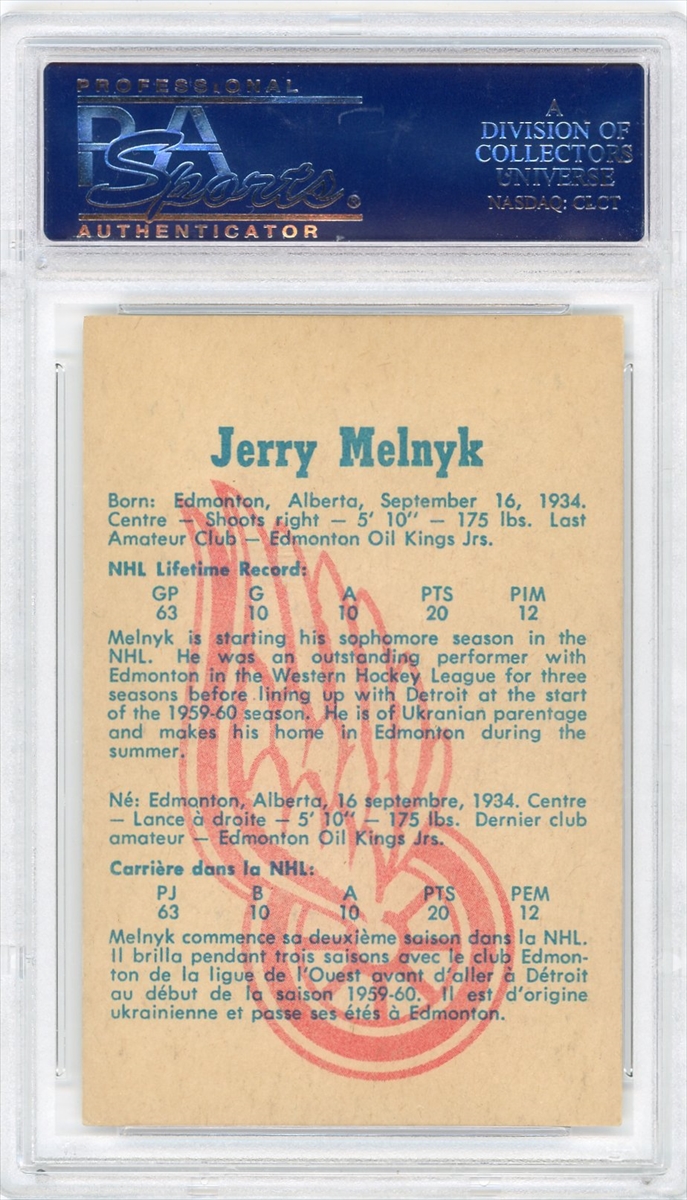 PROFESSIONAL
PSA
Sports®
AUTHENTICATOR
A
DIVISION OF
COLLECTORS
UNIVERSE
NASDAQ: CLCT
Jerry Melnyk
Born: Edmonton, Alberta, September 16, 1934.
Centre — Shoots right — 5' 10" — 175 lbs. Last
Amateur Club — Edmonton Oil Kings Jrs.
NHL Lifetime Record:
GP G A PTS PIM
63 10 10 20 12
Melnyk is starting his sophomore season in the
NHL. He was an outstanding performer with
Edmonton in the Western Hockey League for three
seasons before lining up with Detroit at the start
of the 1959-60 season. He is of Ukranian parentage
and makes his home in Edmonton during the
summer.
Né: Edmonton, Alberta, 16 septembre, 1934. Centre
— Lance à droite — 5' 10" — 175 lbs. Dernier club
amateur — Edmonton Oil Kings Jrs.
Carrière dans la NHL:
PJ B A PTS PEM
63 10 10 20 12
Melnyk commence sa deuxième saison dans la NHL.
Il brilla pendant trois saisons avec le club Edmon-
ton de la ligue de l'Ouest avant d'aller à Détroit
au début de la saison 1959-60. Il est d'origine
ukrainienne et passe ses étés à Edmonton.